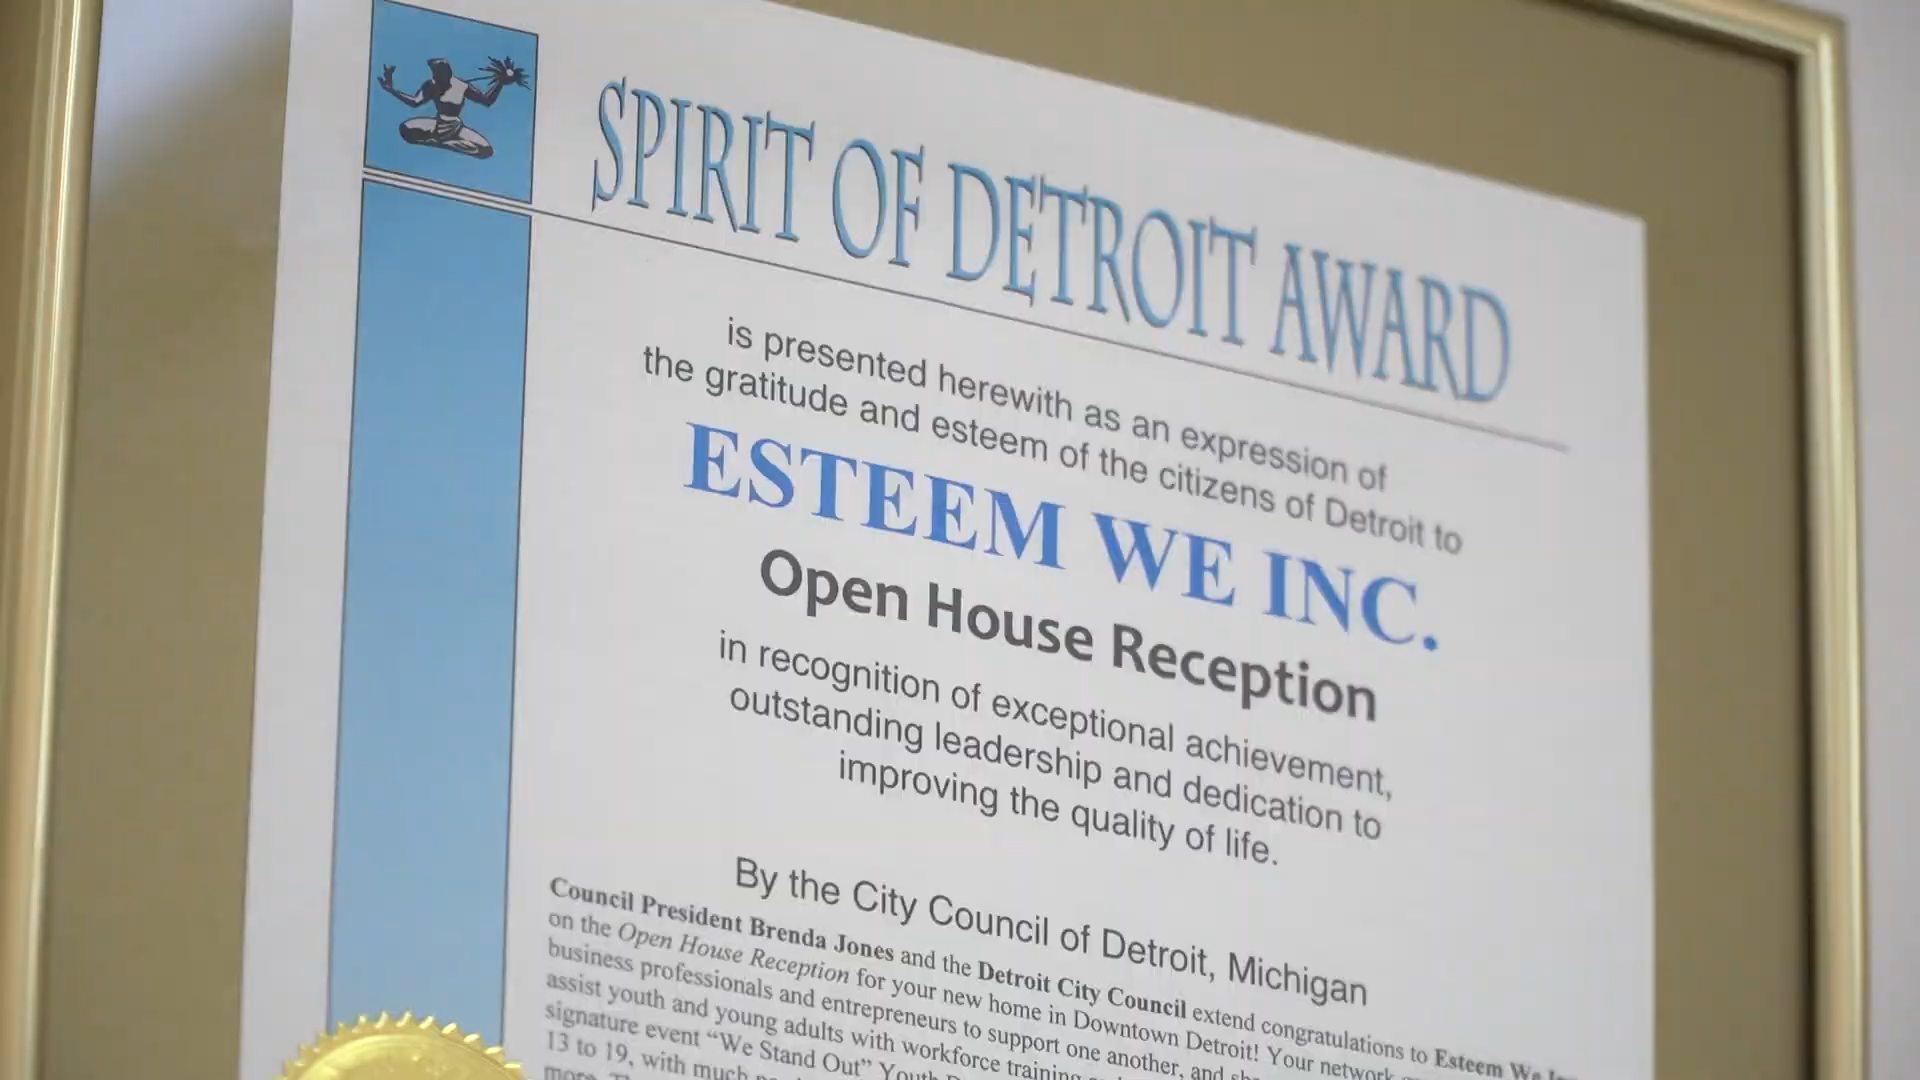 SPIRIT OF DETROIT AWARD
is presented herewith as an expression of
the gratitude and esteem of the citizens of Detroit to
ESTEEM WE INC.
Open House Reception
in recognition of exceptional achievement,
outstanding leadership and dedication to
improving the quality of life.
By the City Council of Detroit, Michigan
Council President Brenda Jones and the Detroit City Council extend congratulations to Esteem We
on the Open House Reception for your new home in Downtown Detroit! Your network
business professionals and entrepreneurs to support one another, and
assist youth and young adults with workforce training
signature event "We Stand Out" Youth
13 to 19, with much
more.